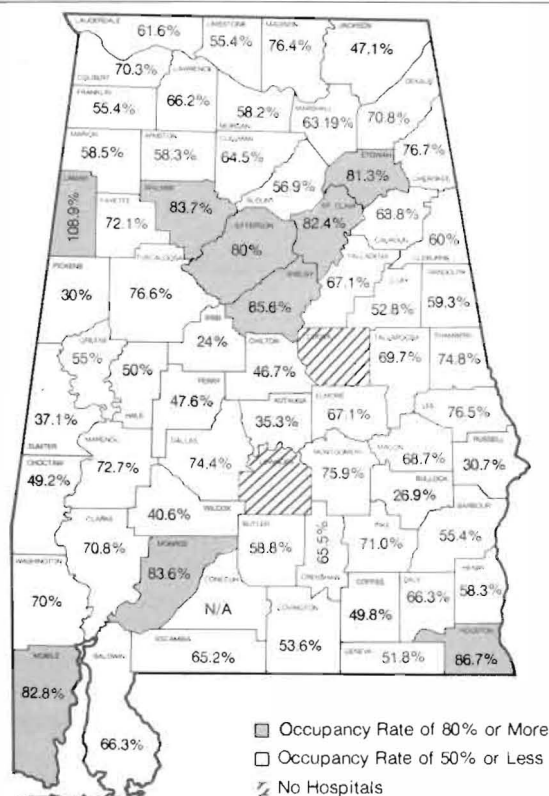 LAUDERDALE
61.6%
LIMESTONE
55.4%
MADISON
76.4%
JACKSON
47.1%
COLBERT
70.3%
LAWRENCE
66.2%
FRANKLIN
55.4%
58.2%
MORGAN
MARSHALL
63.19%
DEKALB
70.8%
MARION
58.5%
WINSTON
58.3%
CULLMAN
64.5%
ETOWAH
81.3%
76.7%
CHEROKEE
LAMAR
108.9%
FAYETTE
72.1%
WALKER
83.7%
56.9%
BLOUNT
ST. CLAIR
82.4%
63.8%
CALHOUN
JEFFERSON
80%
60%
CLEBURNE
PICKENS
30%
TUSCALOOSA
76.6%
SHELBY
TALLADEGA
67.1%
CLAY
52.8%
RANDOLPH
59.3%
BIBB
24%
CHILTON
46.7%
TALLAPOOSA
69.7%
CHAMBERS
74.8%
GREENE
55%
50%
HALE
PERRY
47.6%
AUTAUGA
35.3%
ELMORE
67.1%
LEE
76.5%
37.1%
SUMTER
MARENGO
72.7%
DALLAS
74.4%
MONTGOMERY
75.9%
MACON
68.7%
RUSSELL
30.7%
CHOCTAW
49.2%
BULLOCK
26.9%
BARBOUR
55.4%
CLARKE
70.8%
40.6%
WILCOX
BUTLER
58.8%
65.5%
CRENSHAW
PIKE
71.0%
WASHINGTON
70%
MONROE
83.6%
CONECUH
N/A
COFFEE
49.8%
DALE
66.3%
HENRY
58.3%
ESCAMBIA
65.2%
COVINGTON
53.6%
GENEVA
51.8%
HOUSTON
86.7%
MOBILE
82.8%
BALDWIN
66.3%
Occupancy Rate of 80% or More
Occupancy Rate of 50% or Less
No Hospitals